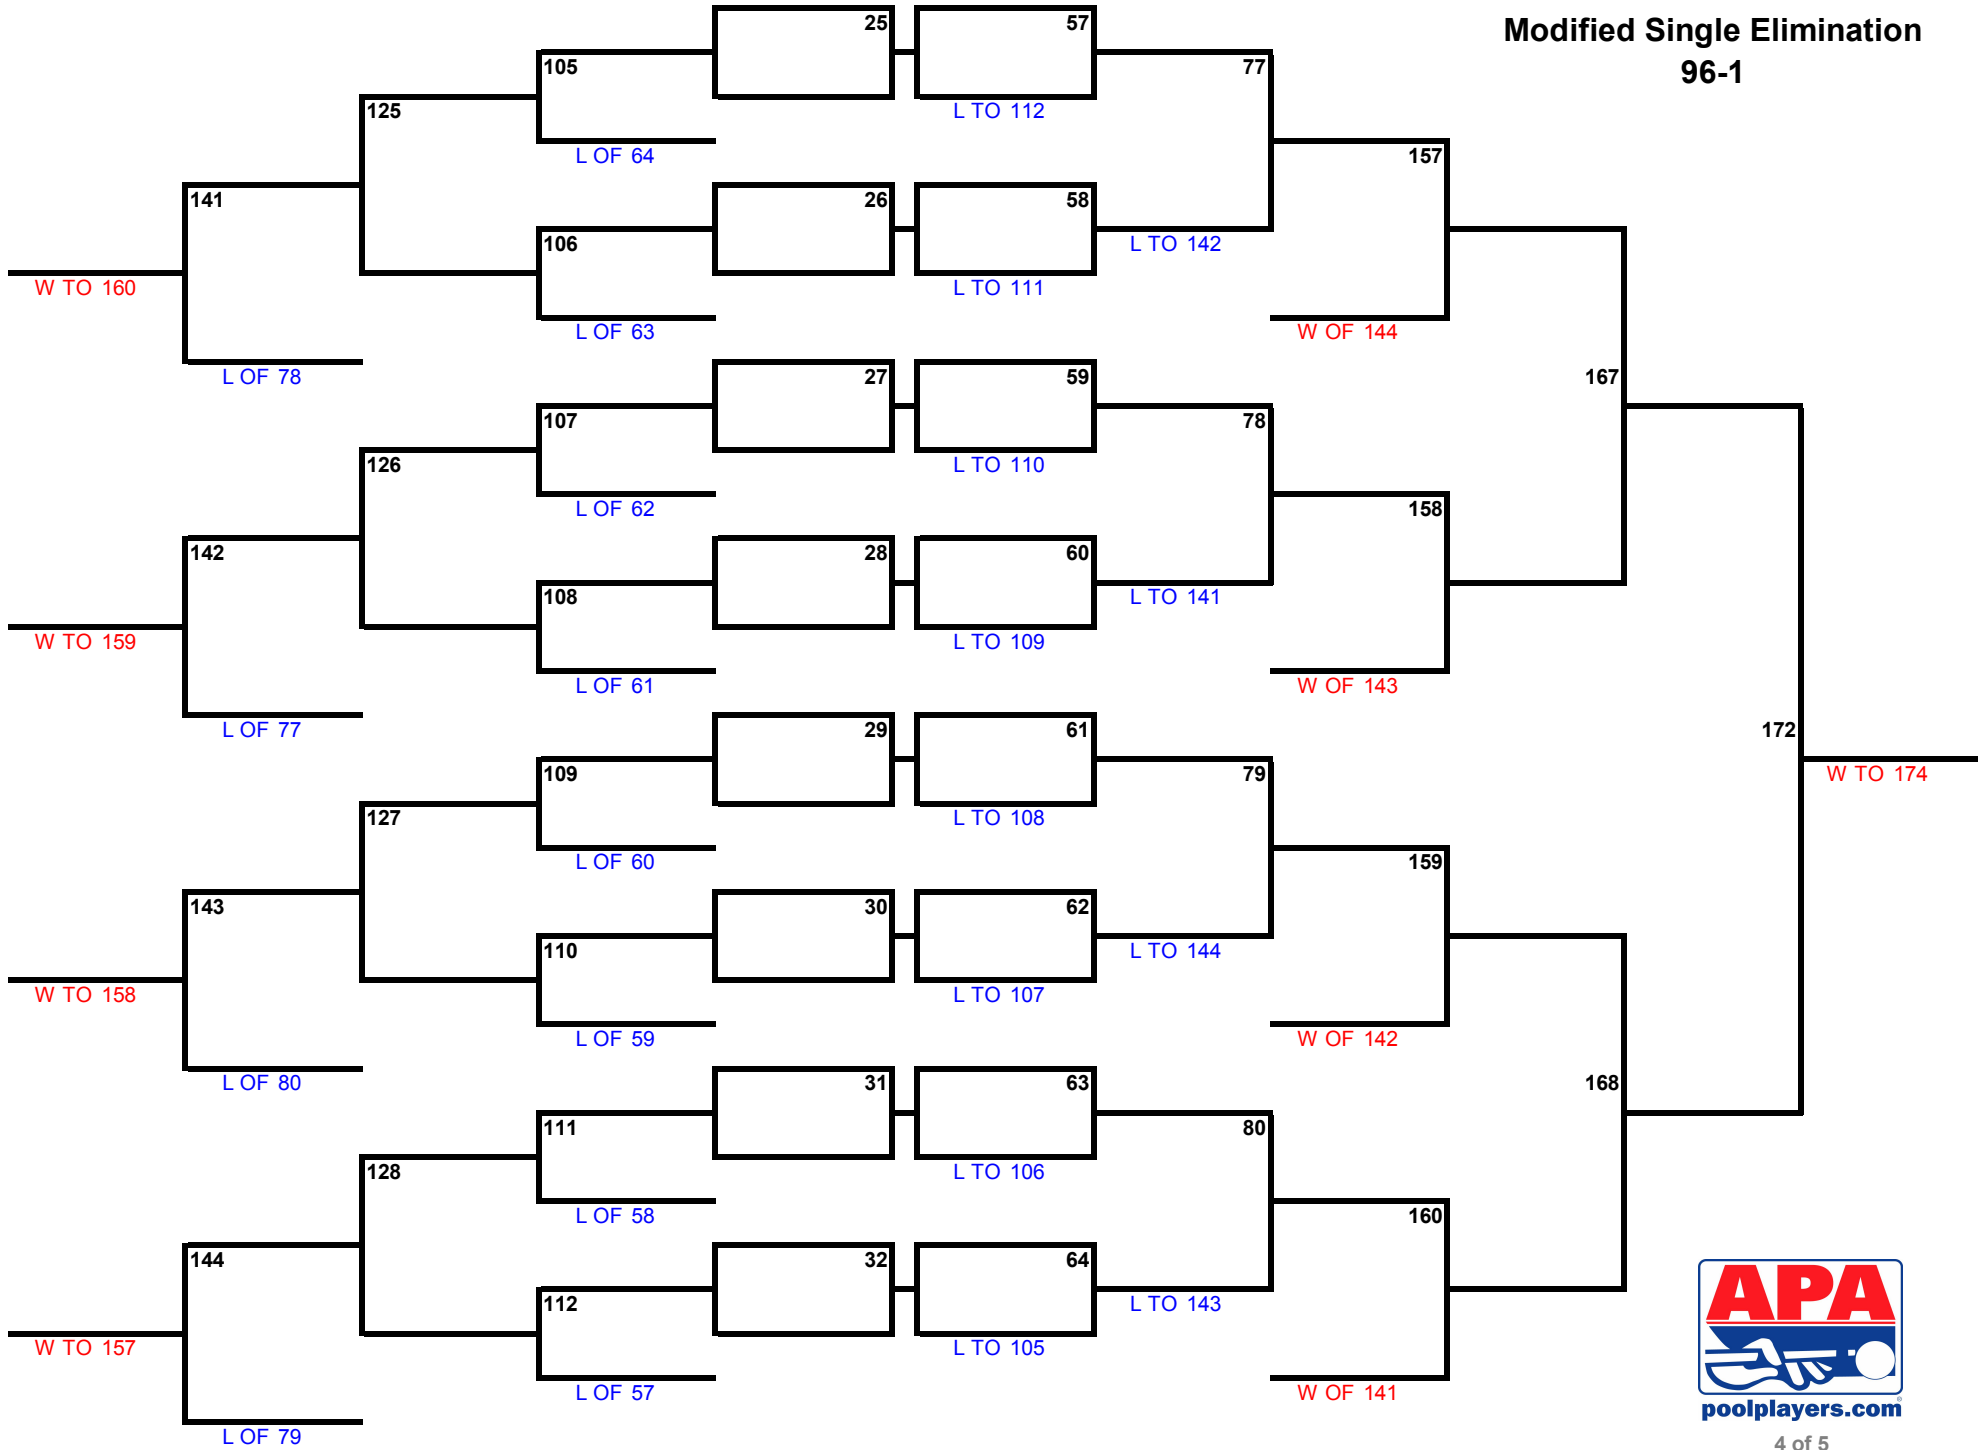 Modified Single Elimination
96-1
25
57
105
77
125
L TO 112
L OF 64
157
141
26
58
106
L TO 142
W TO 160
L TO 111
L OF 63
W OF 144
L OF 78
27
59
167
107
78
126
L TO 110
L OF 62
158
142
28
60
108
L TO 141
W TO 159
L TO 109
L OF 61
W OF 143
L OF 77
29
61
172
109
79
W TO 174
127
L TO 108
L OF 60
159
143
30
62
110
L TO 144
W TO 158
L TO 107
L OF 59
W OF 142
L OF 80
31
63
168
111
80
128
L TO 106
L OF 58
160
144
32
64
112
L TO 143
W TO 157
L TO 105
L OF 57
W OF 141
L OF 79
APA
poolplayers.com
4 of 5